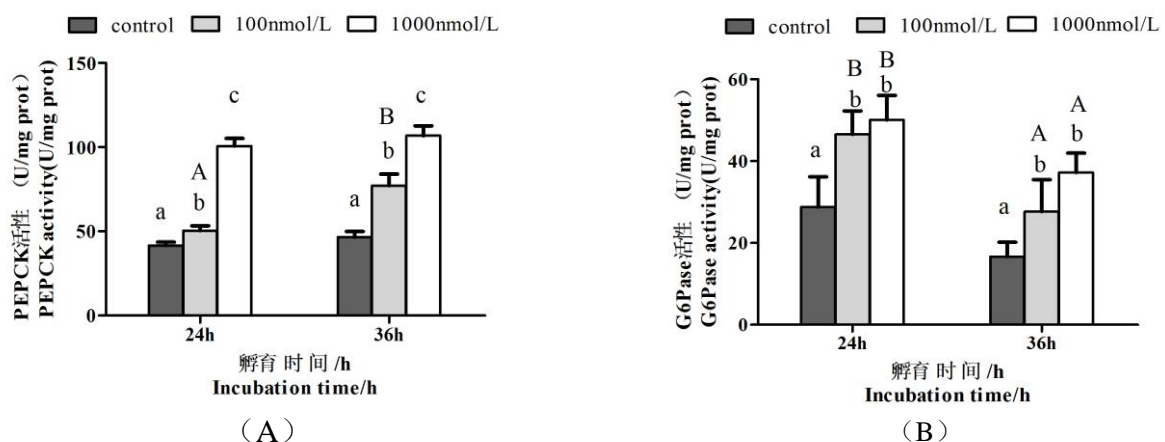 control 100nmol/L 1000nmol/L
PEPCK活性 (U/mg prot)
PEPCK activity(U/mg prot)
150
100
50
0
a
A
b
c
a
B
b
c
24h 36h
孵育 时 间 /h
Incubation time/h
(A)
control 100nmol/L 1000nmol/L
G6Pase活性 (U/mg prot)
G6Pase activity(U/mg prot)
60
40
20
0
a
B
b
B
b
a
A
b
A
b
24h 36h
孵育 时 间 /h
Incubation time/h
(B)